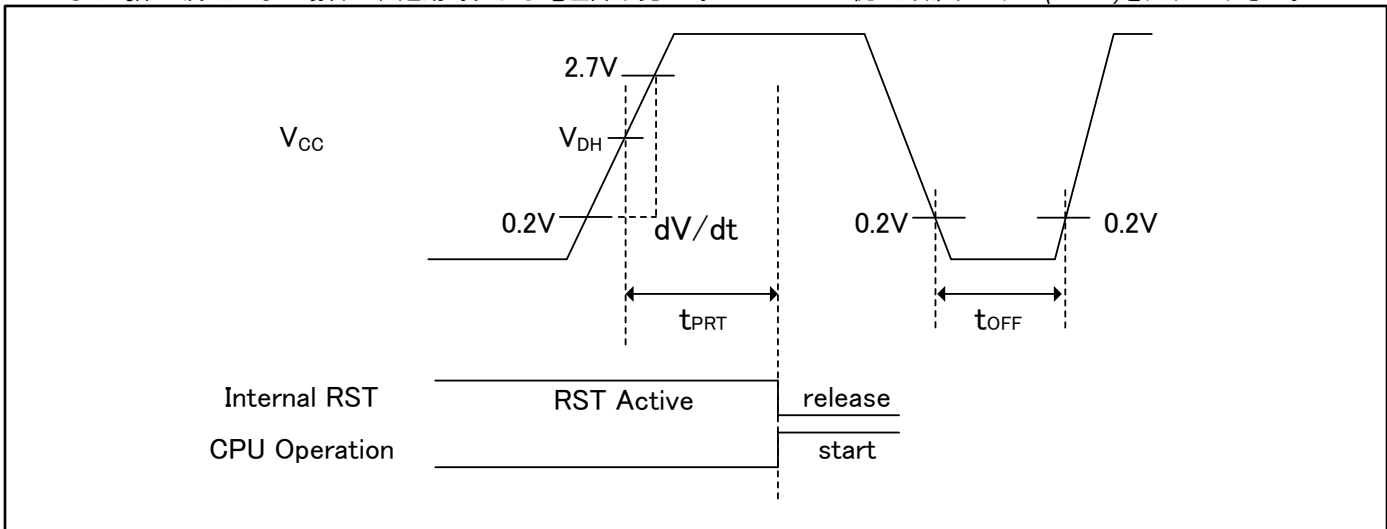 2.7V
VCC
VDH
0.2V
dV/dt
0.2V
0.2V
tPRT
tOFF
Internal RST
RST Active
release
CPU Operation
start